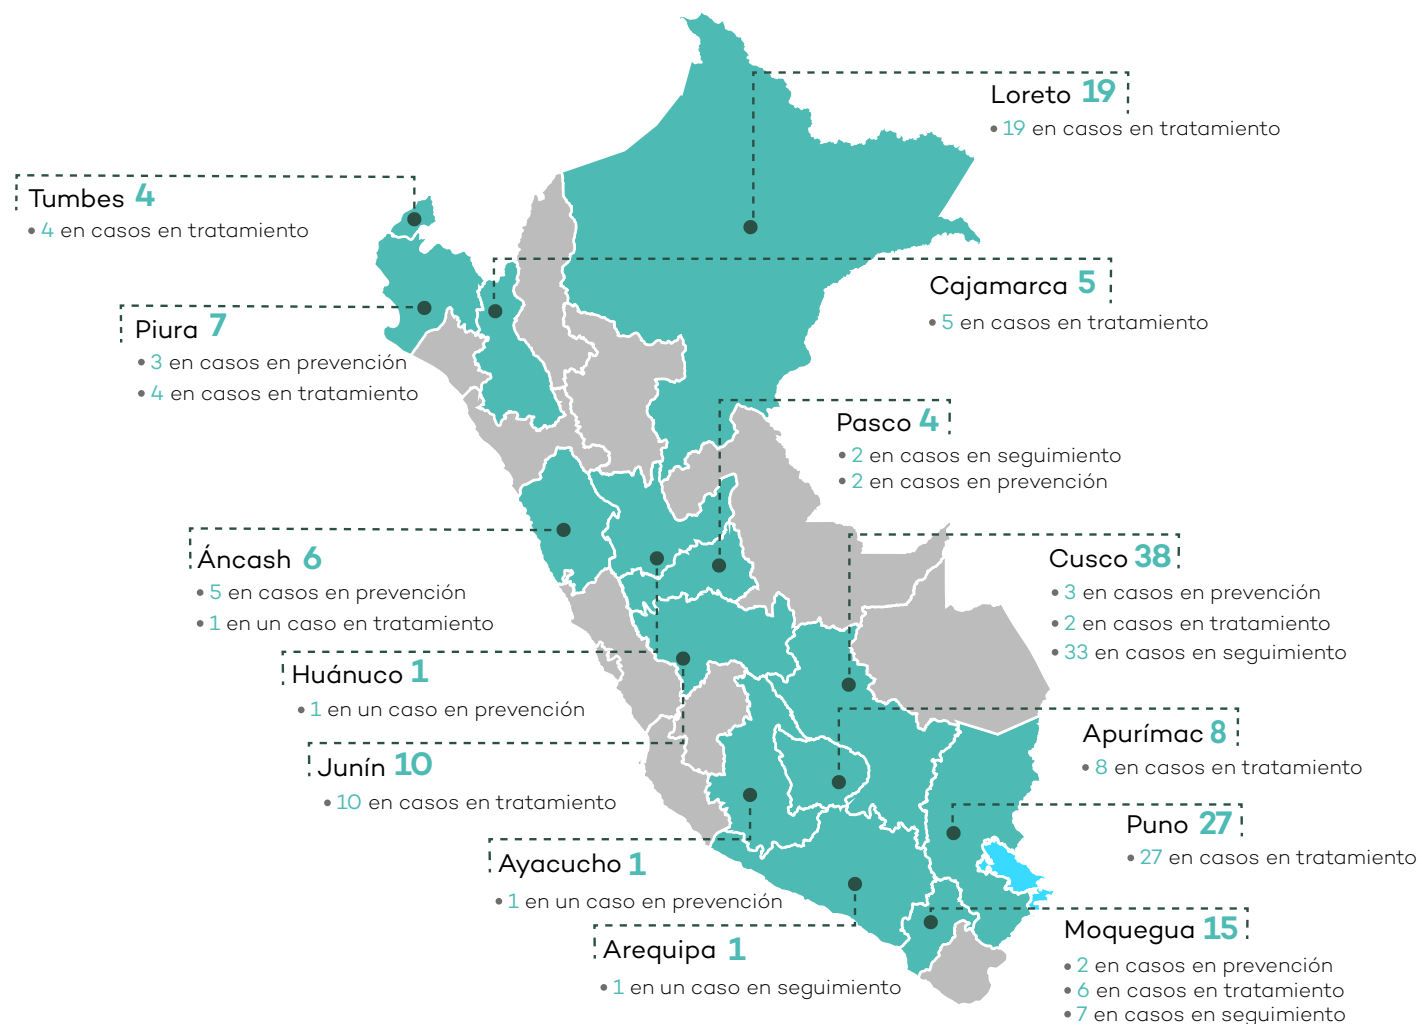 Loreto 19
• 19 en casos en tratamiento
Tumbes 4
• 4 en casos en tratamiento
Cajamarca 5
• 5 en casos en tratamiento
Piura 7
• 3 en casos en prevención
• 4 en casos en tratamiento
Pasco 4
• 2 en casos en seguimiento
• 2 en casos en prevención
Áncash 6
• 5 en casos en prevención
• 1 en un caso en tratamiento
Cusco 38
• 3 en casos en prevención
• 2 en casos en tratamiento
• 33 en casos en seguimiento
Huánuco 1
• 1 en un caso en prevención
Apurímac 8
• 8 en casos en tratamiento
Junín 10
• 10 en casos en tratamiento
Puno 27
• 27 en casos en tratamiento
Ayacucho 1
• 1 en un caso en prevención
Arequipa 1
• 1 en un caso en seguimiento
Moquegua 15
• 2 en casos en prevención
• 6 en casos en tratamiento
• 7 en casos en seguimiento